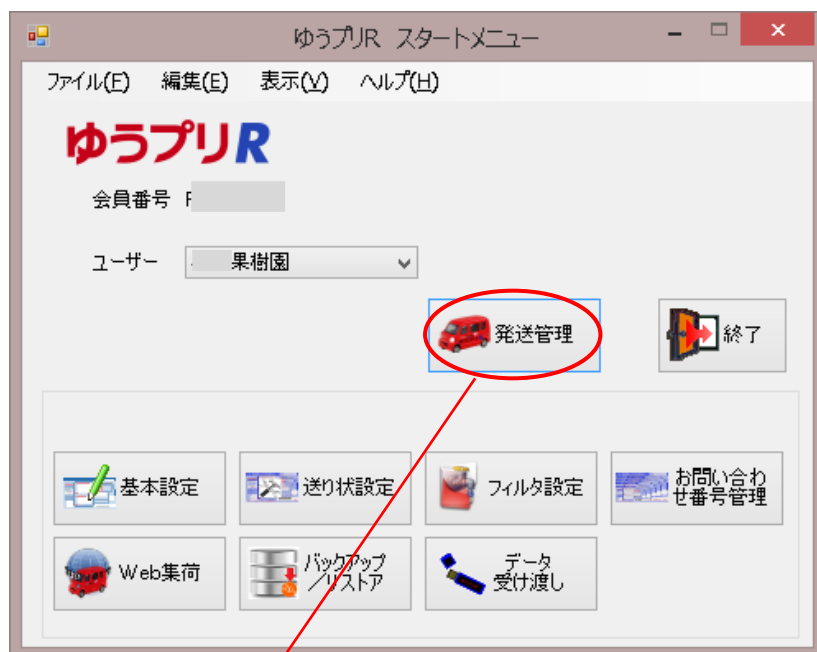 ゆうプリR スタートメニュー
ファイル(F) 編集(E) 表示(V) ヘルプ(H)
ゆうプリR
会員番号
ユーザー 果樹園
発送管理
終了
基本設定
送り状設定
フィルタ設定
お問い合わ
せ番号管理
Web集荷
バックアップ
／リストア
データ
受け渡し